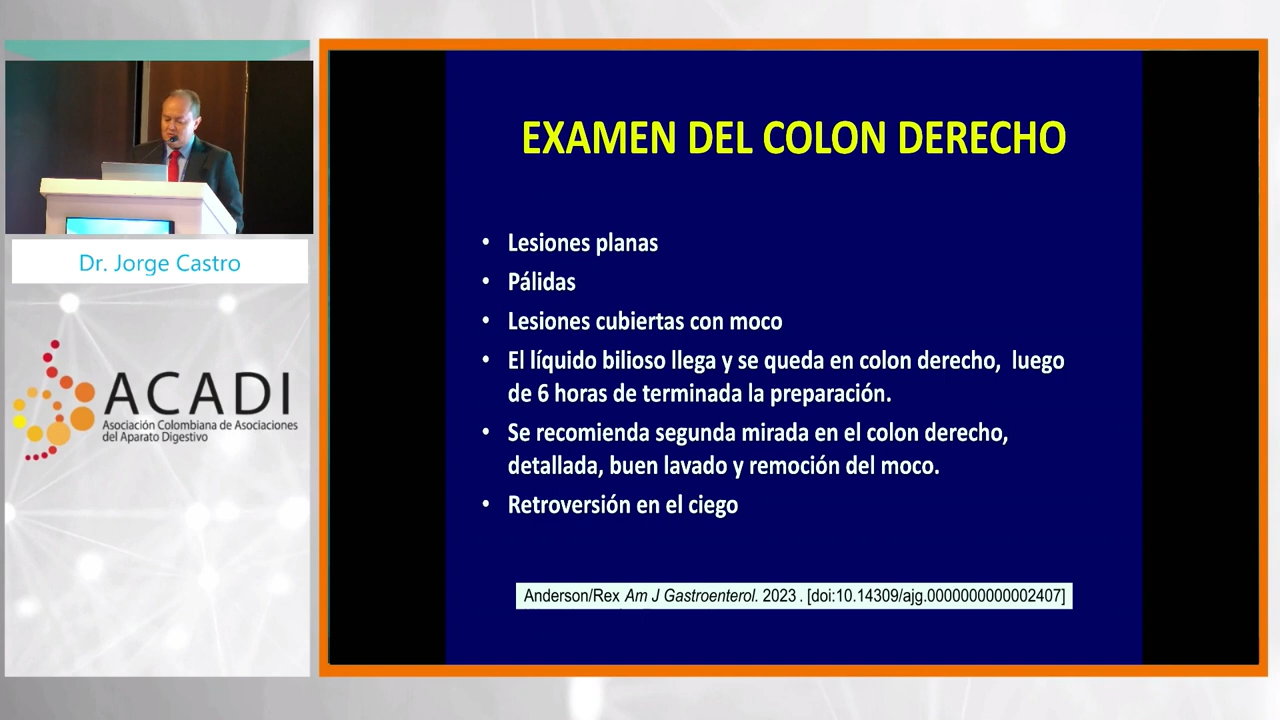 Dr. Jorge Castro
ACADI
Asociación Colombiana de Asociaciones
del Aparato Digestivo
EXAMEN DEL COLON DERECHO
• Lesiones planas
• Pálidas
• Lesiones cubiertas con moco
• El líquido bilioso llega y se queda en colon derecho, luego
de 6 horas de terminada la preparación.
• Se recomienda segunda mirada en el colon derecho,
detallada, buen lavado y remoción del moco.
• Retroversión en el ciego
Anderson/Rex Am J Gastroenterol. 2023 . [doi:10.14309/ajg.0000000000002407]